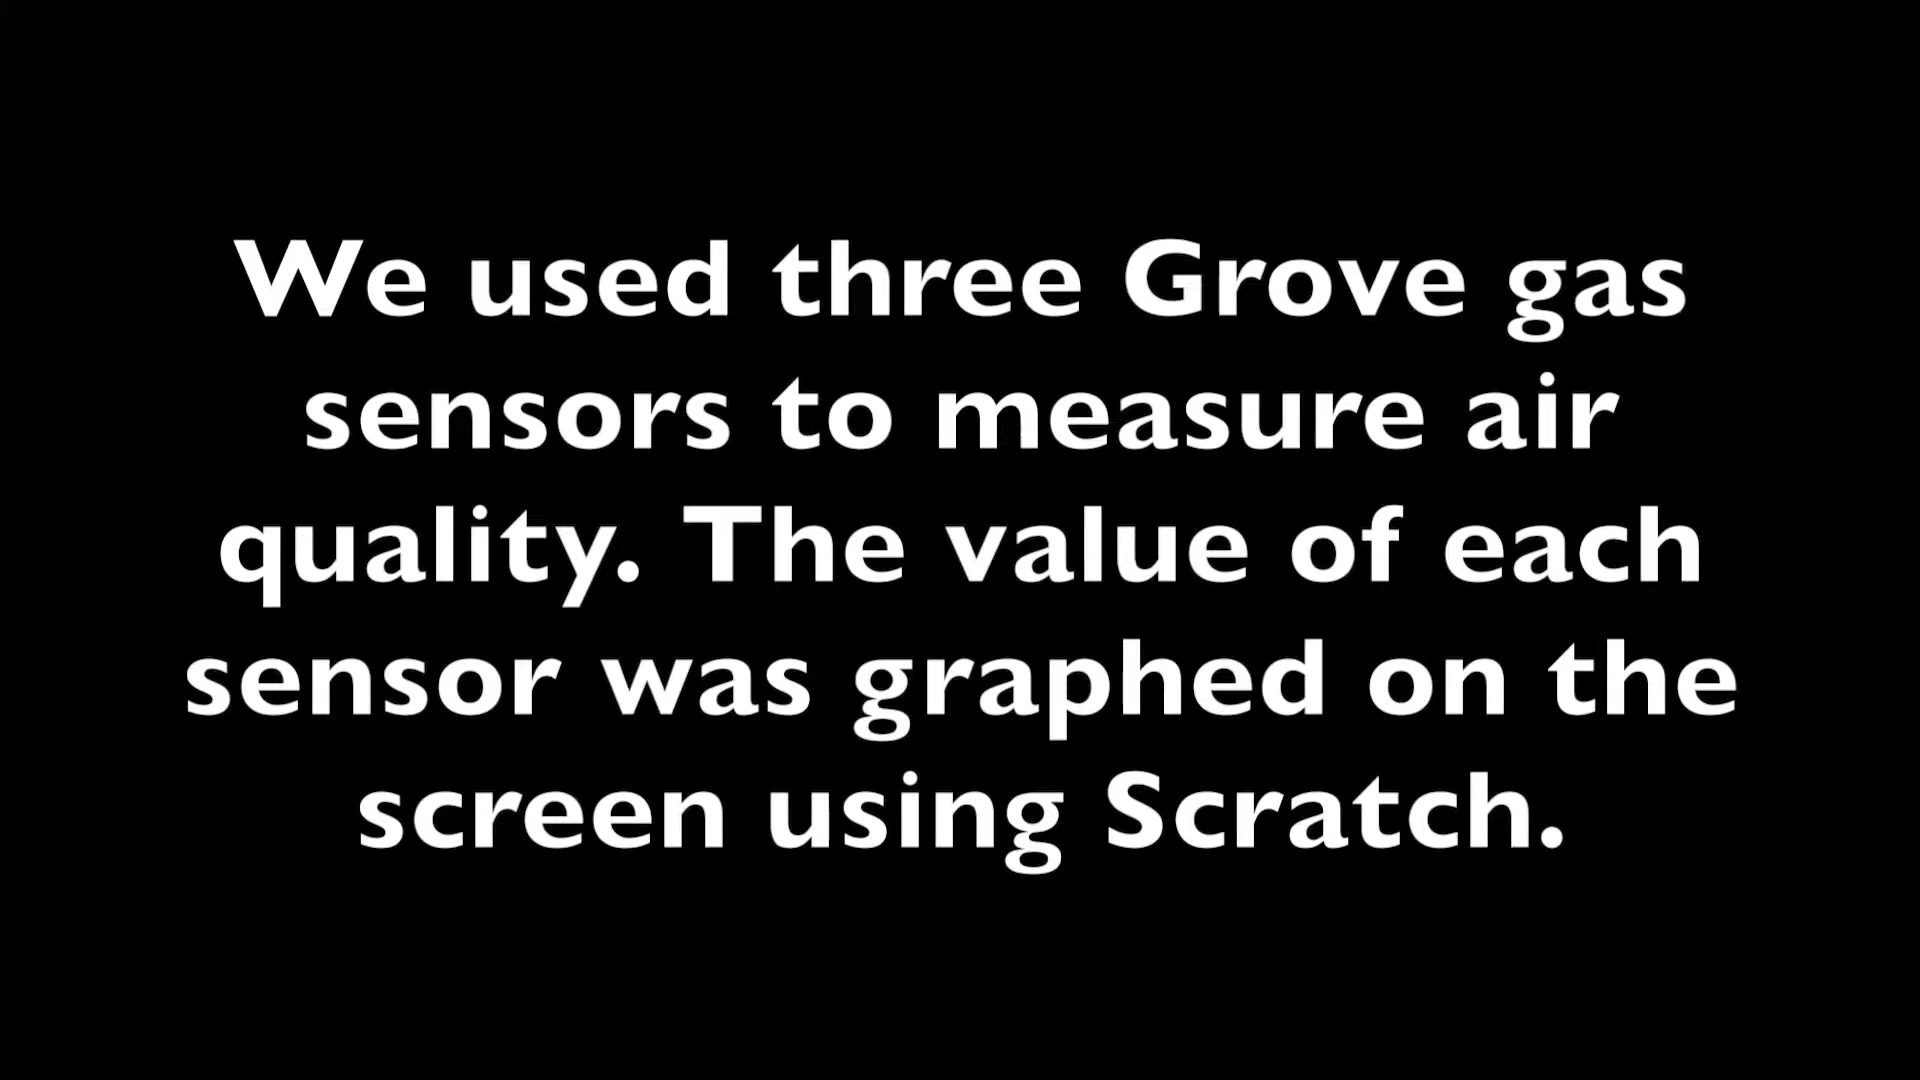 We used three Grove gas
sensors to measure air
quality. The value of each
sensor was graphed on the
screen using Scratch.